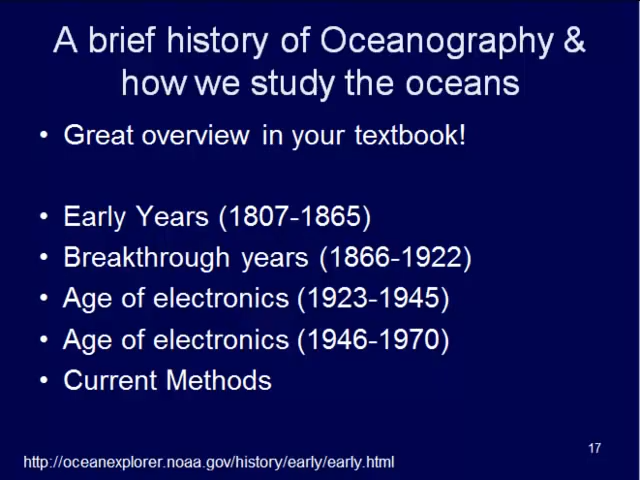 A brief history of Oceanography &
how we study the oceans
• Great overview in your textbook!
• Early Years (1807-1865)
• Breakthrough years (1866-1922)
• Age of electronics (1923-1945)
• Age of electronics (1946-1970)
• Current Methods
17
http://oceanexplorer.noaa.gov/history/early/early.html